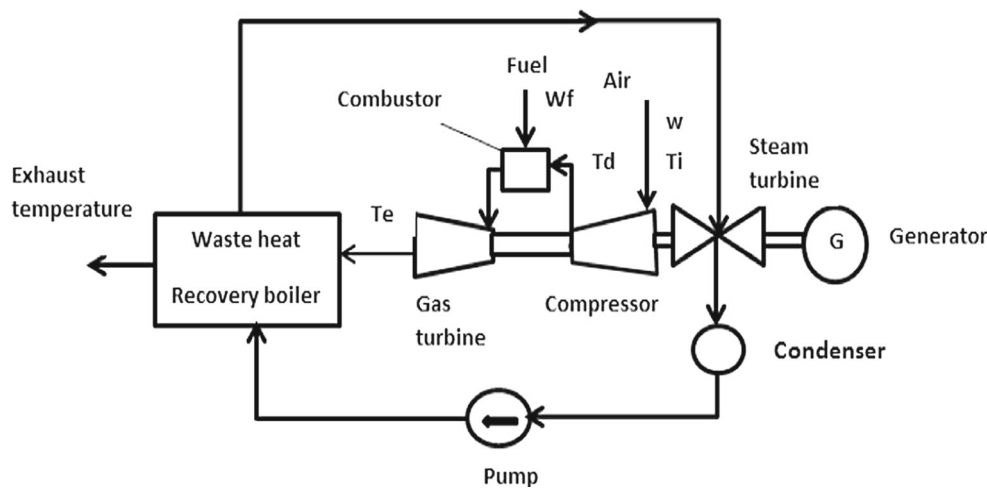 Fuel
Wf
Air
Combustor
w
Td
Ti
Steam
turbine
Exhaust
temperature
Te
Waste heat
Recovery boiler
G
Generator
Gas
turbine
Compressor
Condenser
Pump